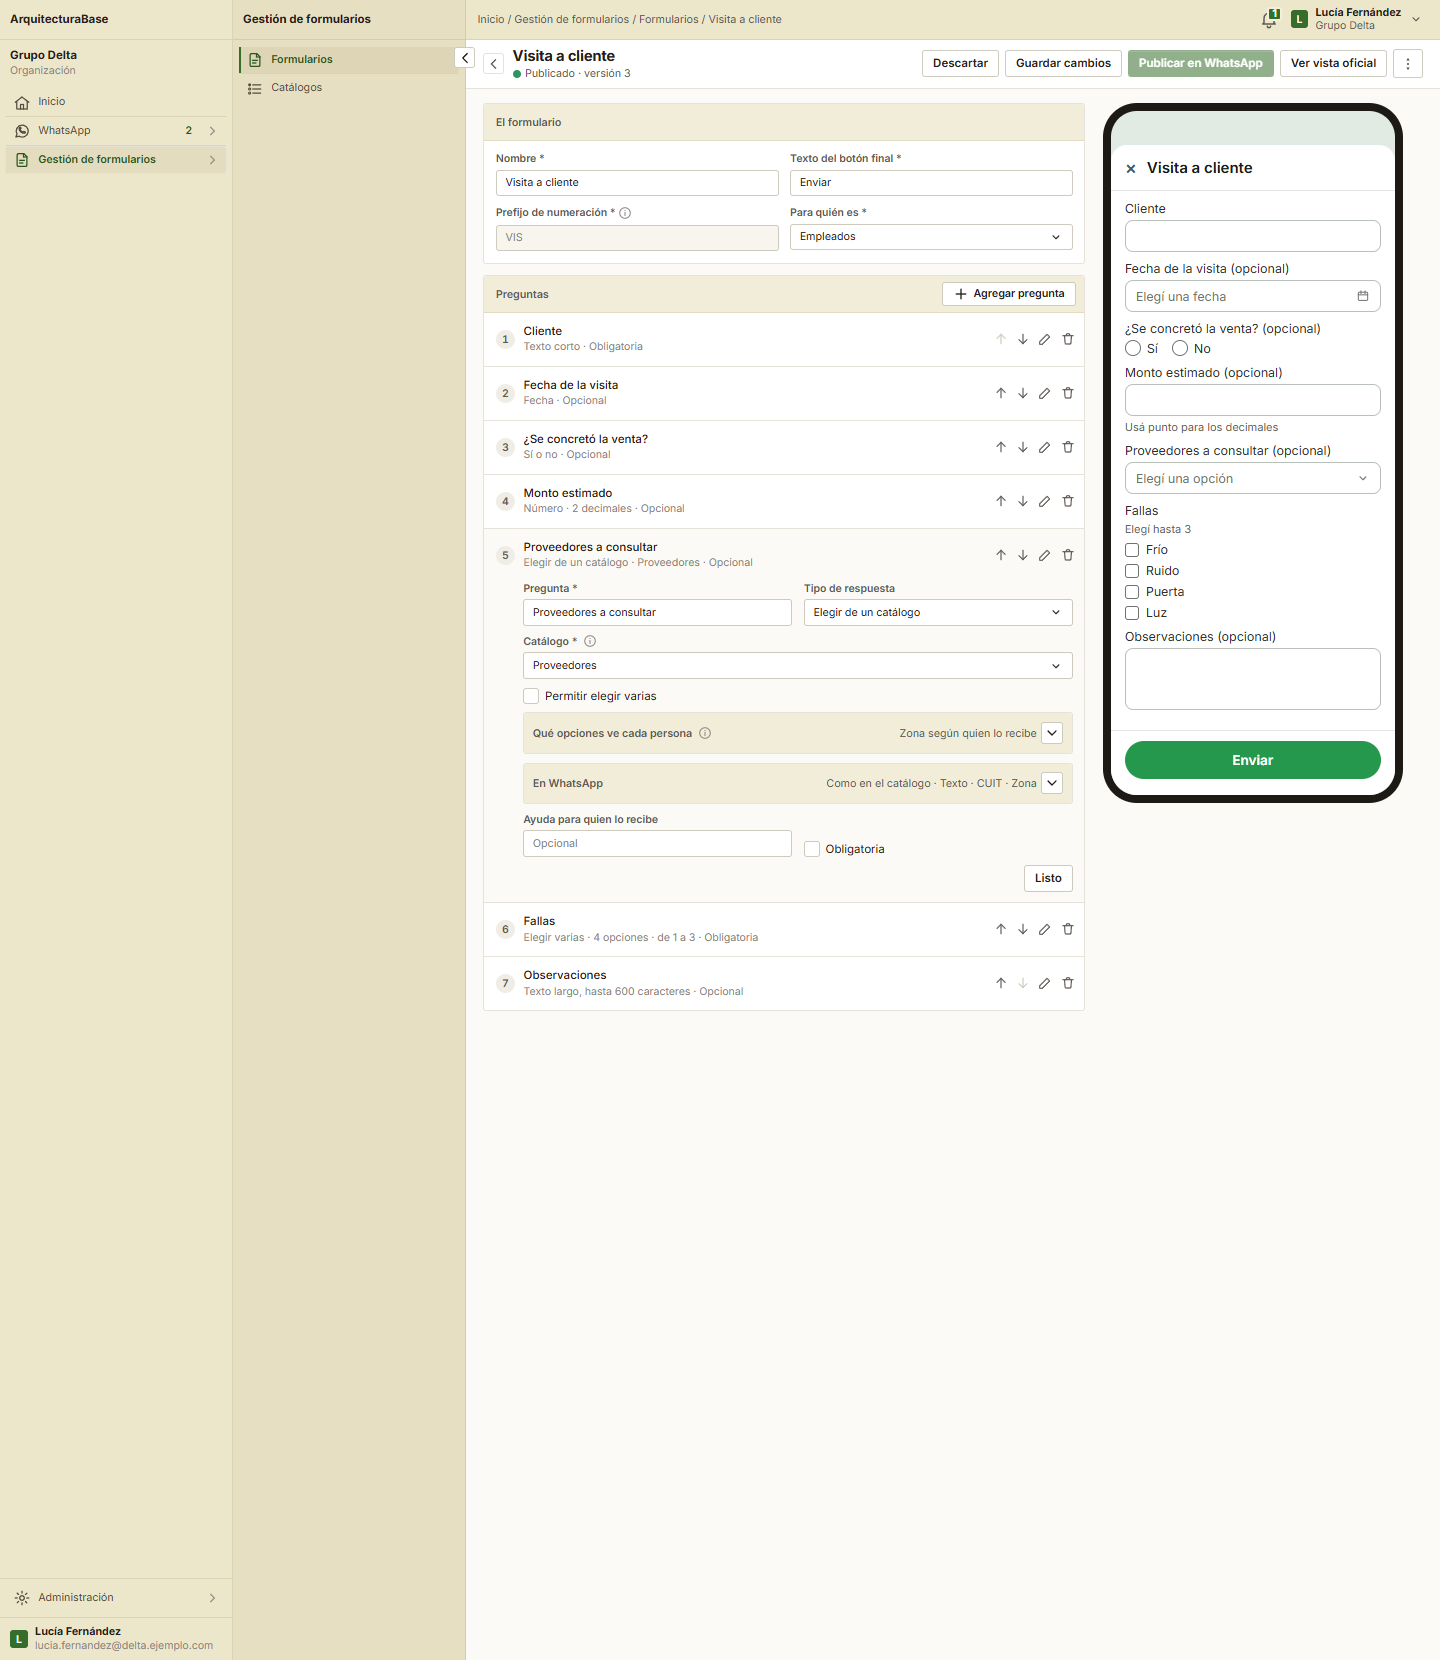 ArquitecturaBase
Grupo Delta
Organización
Inicio
WhatsApp 2
Gestión de formularios
Administración
L Lucía Fernández
lucia.fernandez@delta.ejemplo.com
Gestión de formularios
Formularios
Catálogos
Inicio / Gestión de formularios / Formularios / Visita a cliente
1
L Lucía Fernández
Grupo Delta
Visita a cliente
Publicado · versión 3
Descartar Guardar cambios Publicar en WhatsApp Ver vista oficial
El formulario
Nombre * Texto del botón final *
Visita a cliente Enviar
Prefijo de numeración * Para quién es *
VIS Empleados
Preguntas Agregar pregunta
1 Cliente
Texto corto · Obligatoria
2 Fecha de la visita
Fecha · Opcional
3 ¿Se concretó la venta?
Sí o no · Opcional
4 Monto estimado
Número · 2 decimales · Opcional
5 Proveedores a consultar
Elegir de un catálogo · Proveedores · Opcional
Pregunta * Tipo de respuesta
Proveedores a consultar Elegir de un catálogo
Catálogo *
Proveedores
Permitir elegir varias
Qué opciones ve cada persona Zona según quien lo recibe
En WhatsApp Como en el catálogo · Texto · CUIT · Zona
Ayuda para quien lo recibe
Opcional Obligatoria
Listo
6 Fallas
Elegir varias · 4 opciones · de 1 a 3 · Obligatoria
7 Observaciones
Texto largo, hasta 600 caracteres · Opcional
Visita a cliente
Cliente
Fecha de la visita (opcional)
Elegí una fecha
¿Se concretó la venta? (opcional)
Sí No
Monto estimado (opcional)
Usá punto para los decimales
Proveedores a consultar (opcional)
Elegí una opción
Fallas
Elegí hasta 3
Frío
Ruido
Puerta
Luz
Observaciones (opcional)
Enviar